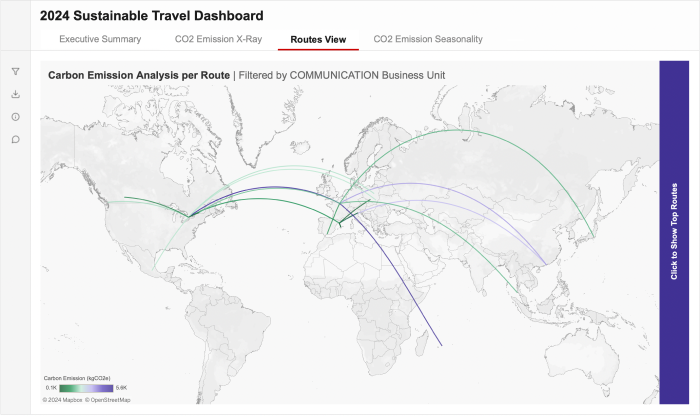 2024 Sustainable Travel Dashboard
Executive Summary
CO2 Emission X-Ray
Routes View
CO2 Emission Seasonality
Carbon Emission Analysis per Route | Filtered by COMMUNICATION Business Unit
Click to Show Top Routes
Carbon Emission (kgCO2e)
0.1K 5.6K
© 2024 Mapbox © OpenStreetMap